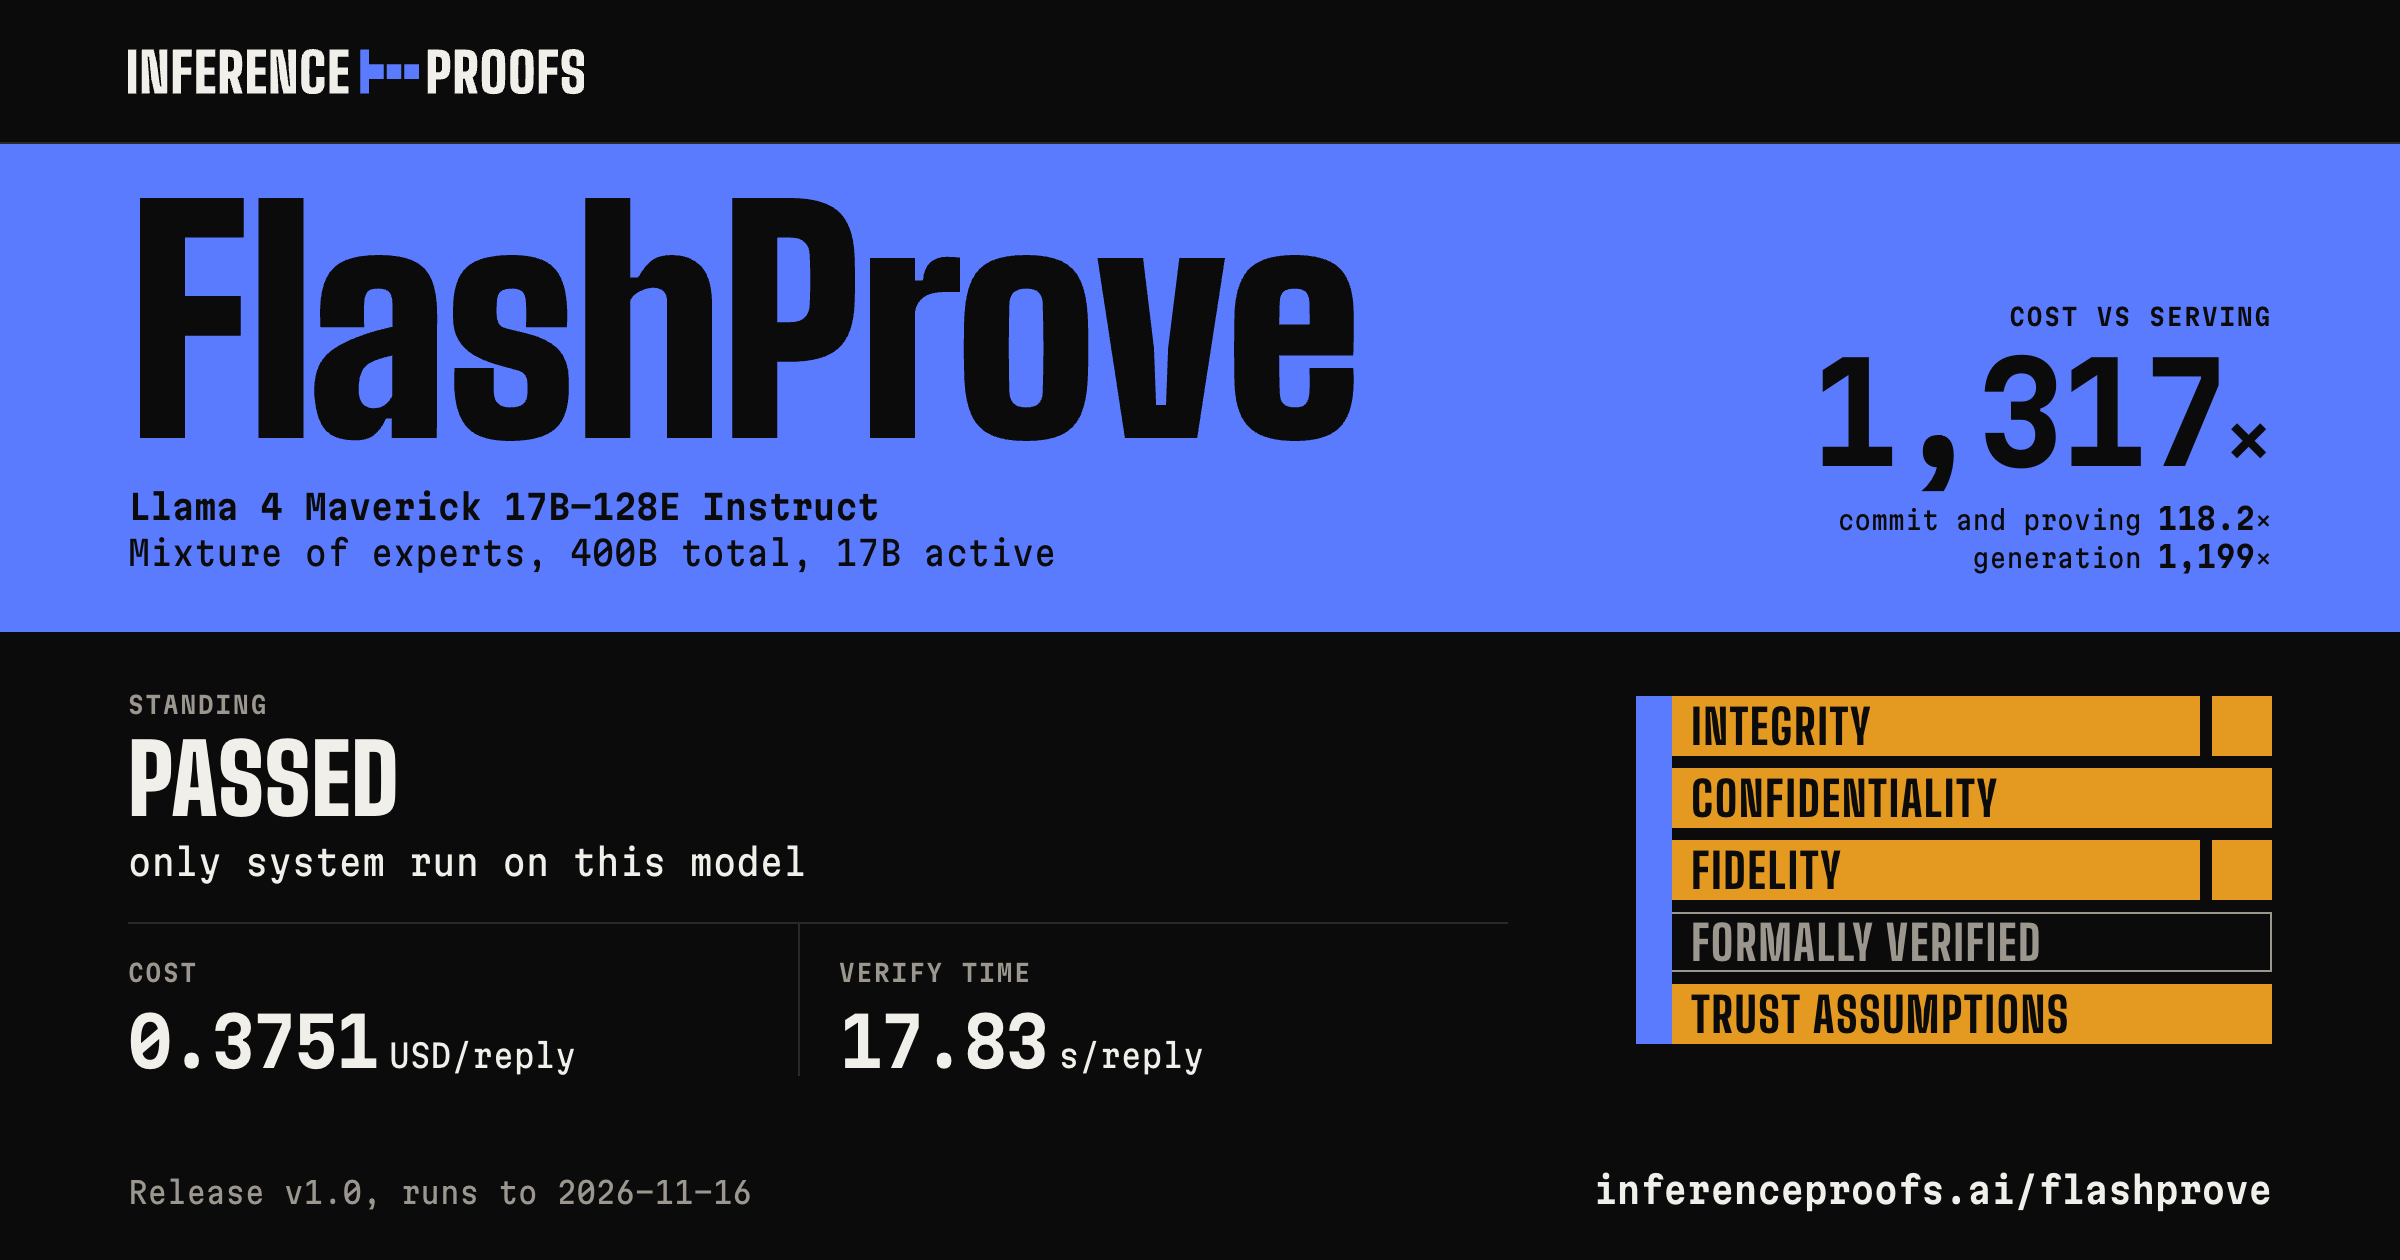 INFERENCE PROOFS
FlashProve
Llama 4 Maverick 17B–128E Instruct
Mixture of experts, 400B total, 17B active
COST VS SERVING
1,317×
commit and proving 118.2×
generation 1,199×
STANDING
PASSED
only system run on this model
COST
0.3751 USD/reply
VERIFY TIME
17.83 s/reply
INTEGRITY
CONFIDENTIALITY
FIDELITY
FORMALLY VERIFIED
TRUST ASSUMPTIONS
Release v1.0, runs to 2026–11–16
inferenceproofs.ai/flashprove